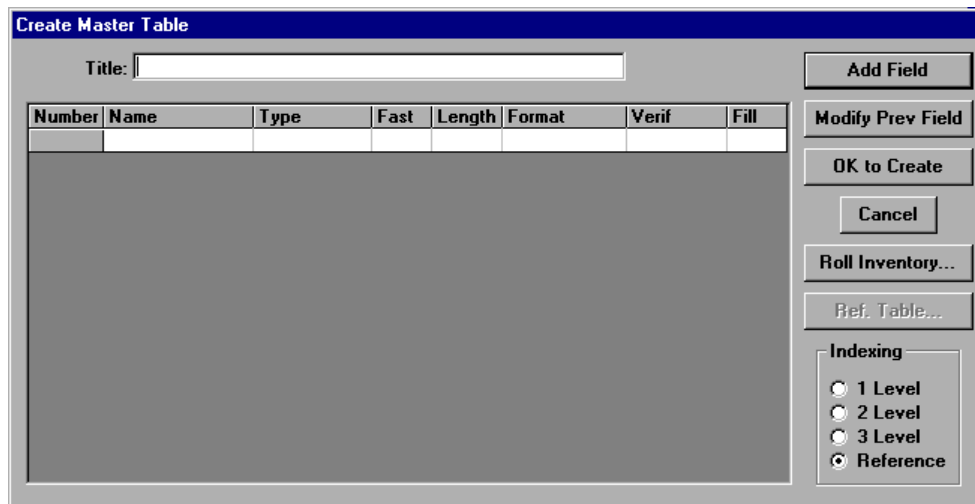 Create Master Table
Title:
Add Field
Number Name Type Fast Length Format Verif Fill
Modify Prev Field
OK to Create
Cancel
Roll Inventory...
Ref. Table...
Indexing
1 Level
2 Level
3 Level
Reference